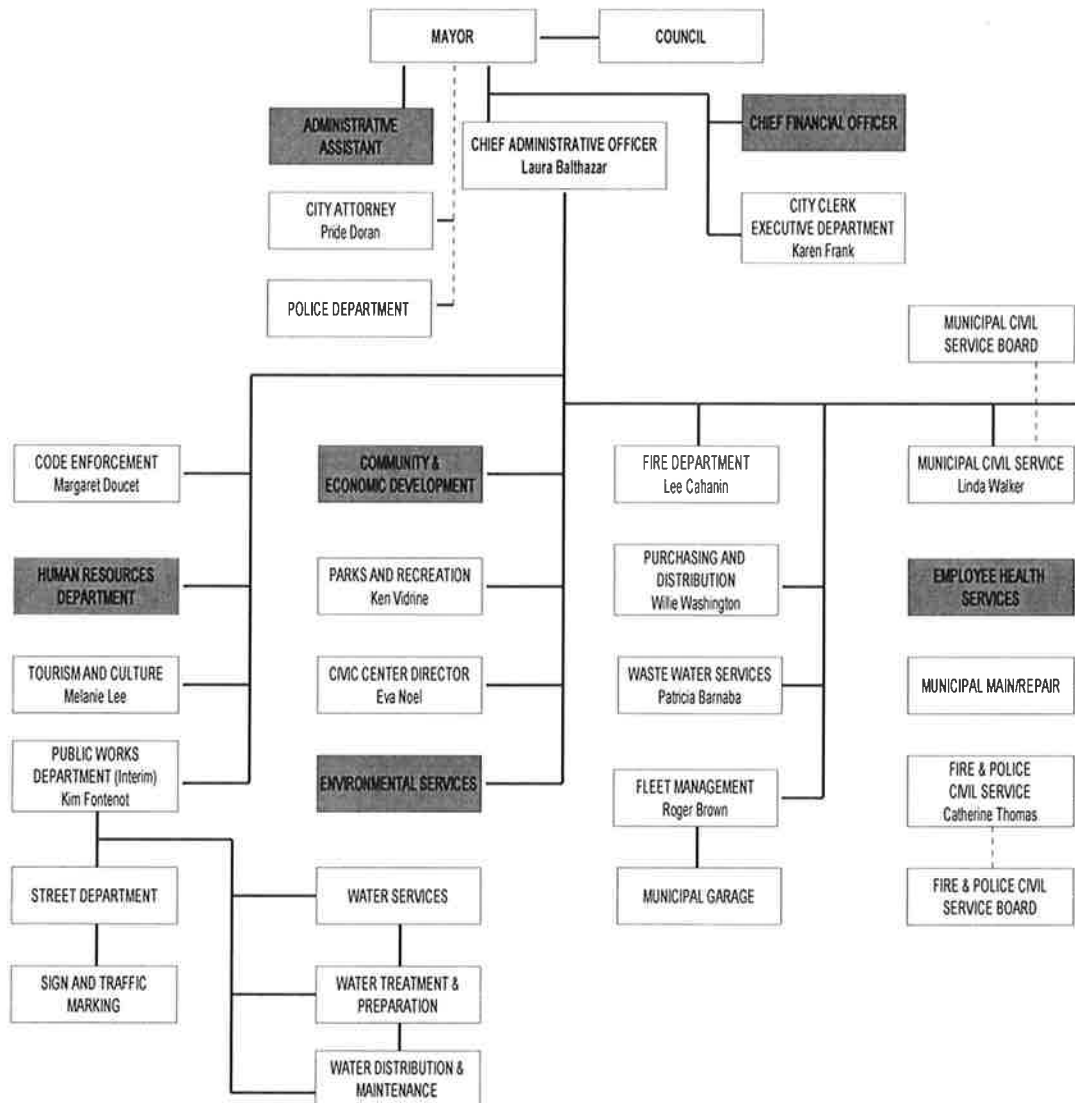 MAYOR
COUNCIL
ADMINISTRATIVE
ASSISTANT
CHIEF FINANCIAL OFFICER
CHIEF ADMINISTRATIVE OFFICER
Laura Balthazar
CITY ATTORNEY
Pride Doran
CITY CLERK
EXECUTIVE DEPARTMENT
Karen Frank
POLICE DEPARTMENT
MUNICIPAL CIVIL
SERVICE BOARD
CODE ENFORCEMENT
Margaret Doucet
COMMUNITY &
ECONOMIC DEVELOPMENT
FIRE DEPARTMENT
Lee Cahanin
MUNICIPAL CIVIL SERVICE
Linda Walker
HUMAN RESOURCES
DEPARTMENT
PARKS AND RECREATION
Ken Vidrine
PURCHASING AND
DISTRIBUTION
Willie Washington
EMPLOYEE HEALTH
SERVICES
TOURISM AND CULTURE
Melanie Lee
CIVIC CENTER DIRECTOR
Eva Noel
WASTE WATER SERVICES
Patricia Barnaba
MUNICIPAL MAIN/REPAIR
PUBLIC WORKS
DEPARTMENT (Interim)
Kim Fontenot
ENVIRONMENTAL SERVICES
FLEET MANAGEMENT
Roger Brown
FIRE & POLICE
CIVIL SERVICE
Catherine Thomas
STREET DEPARTMENT
WATER SERVICES
MUNICIPAL GARAGE
FIRE & POLICE CIVIL
SERVICE BOARD
SIGN AND TRAFFIC
MARKING
WATER TREATMENT &
PREPARATION
WATER DISTRIBUTION &
MAINTENANCE